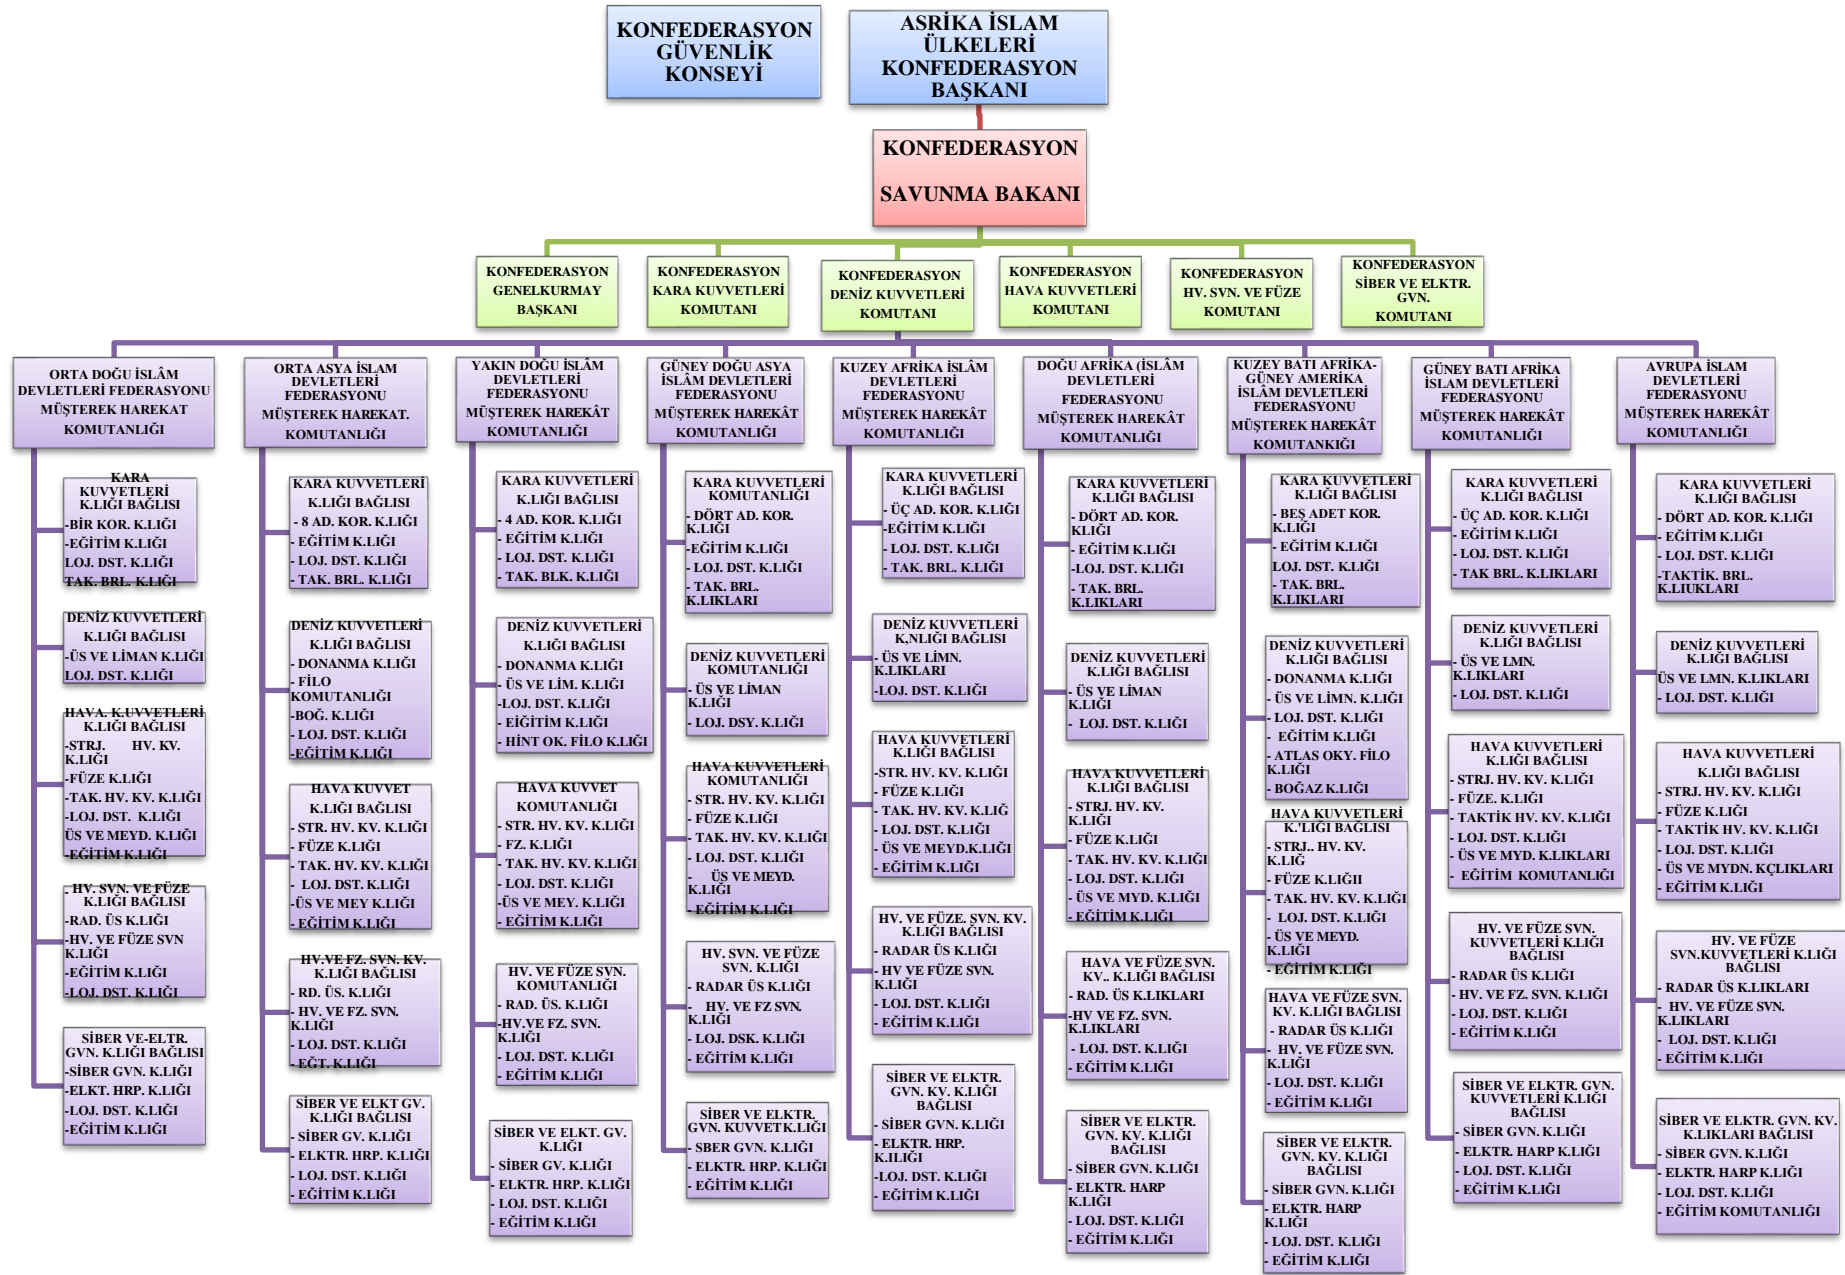 KONFEDERASYON
GÜVENLİK
KONSEYİ
ASRİKA İSLAM
ÜLKELERİ
KONFEDERASYON
BAŞKANI
KONFEDERASYON
SAVUNMA BAKANI
KONFEDERASYON
GENELKURMAY
BAŞKANI
KONFEDERASYON
KARA KUVVETLERİ
KOMUTANI
KONFEDERASYON
DENİZ KUVVETLERİ
KOMUTANI
KONFEDERASYON
HAVA KUVVETLERİ
KOMUTANI
KONFEDERASYON
HV. SVN. VE FÜZE
KOMUTANI
KONFEDERASYON
SİBER VE ELKTR.
GVN.
KOMUTANI
ORTA DOĞU İSLÂM
DEVLETLERİ FEDERASYONU
MÜŞTEREK HAREKAT
KOMUTANLIĞI
KARA
KUVVETLERİ
K.LIĞI BAĞLISI
-BİR KOR. K.LIĞI
-EĞİTİM K.LIĞI
LOJ. DST. K.LIĞI
TAK. BRL. K.LIĞI
DENİZ KUVVETLERİ
K.LIĞI BAĞLISI
-ÜS VE LİMAN K.LIĞI
LOJ. DST. K.LIĞI
HAVA. K.UVVETLERİ
K.LIĞI BAĞLISI
-STRJ. HV. KV.
K.LIĞI
-FÜZE K.LIĞI
-TAK. HV. KV. K.LIĞI
-LOJ. DST. K.LIĞI
ÜS VE MEYD. K.LIĞI
-EĞİTİM K.LIĞI
- HV. SVN. VE FÜZE
K.LIĞI BAĞLISI
-RAD. ÜS K.LIĞI
-HV. VE FÜZE SVN
K.LIĞI
-EĞİTİM K.LIĞI
-LOJ. DST. K.LIĞI
SİBER VE-ELTR.
GVN. K.LIĞI BAĞLISI
-SİBER GVN. K.LIĞI
-ELKT. HRP. K.LIĞI
-LOJ. DST. K.LIĞI
-EĞİTİM K.LIĞI
ORTA ASYA İSLAM
DEVLETLERİ
FEDERASYONU
MÜŞTEREK HAREKAT.
KOMUTANLIĞI
KARA KUVVETLERİ
K.LIĞI BAĞLISI
- 8 AD. KOR. K.LIĞI
- EĞİTİM K.LIĞI
- LOJ. DST. K.LIĞI
- TAK. BRL. K.LIĞI
DENİZ KUVVETLERİ
K.LIĞI BAĞLISI
- DONANMA K.LIĞI
- FİLO
KOMUTANLIĞI
-BOĞ. K.LIĞI
- LOJ. DST. K.LIĞI
-EĞİTİM K.LIĞI
HAVA KUVVET
K.LIĞI BAĞLISI
- STR. HV. KV. K.LIĞI
- FÜZE K.LIĞI
- TAK. HV. KV. K.LIĞI
- LOJ. DST. K.LIĞI
-ÜS VE MEY K.LIĞI
- EĞİTİM K.LIĞI
HV.VE FZ. SVN. KV.
K.LIĞI BAĞLISI
- RD. ÜS. K.LIĞI
- HV. VE FZ. SVN.
K.LIĞI
- LOJ. DST. K.LIĞI
- EĞT. K.LIĞI
SİBER VE ELKT GV.
K.LIĞI BAĞLISI
- SİBER GV. K.LIĞI
- ELKTR. HRP. K.LIĞI
- LOJ. DST. K.LIĞI
- EĞİTİM K.LIĞI
YAKIN DOĞU İSLÂM
DEVLETLERİ
FEDERASYONU
MÜŞTEREK HAREKÂT
KOMUTANLIĞI
KARA KUVVETLERİ
K.LIĞI BAĞLISI
- 4 AD. KOR. K.LIĞI
- EĞİTİM K.LIĞI
- LOJ. DST. K.LIĞI
- TAK. BLK. K.LIĞI
DENİZ KUVVETLERİ
K.LIĞI BAĞLISI
- DONANMA K.LIĞI
- ÜS VE LİM. K.LIĞI
-LOJ. DST. K.LIĞI
- EİĞİTİM K.LIĞI
- HİNT OK. FİLO K.LIĞI
HAVA KUVVET
KOMUTANLIĞI
- STR. HV. KV. K.LIĞI
- FZ. K.LIĞI
- TAK. HV. KV. K.LIĞI
- LOJ. DST. K.LIĞI
- ÜS VE MEY. K.LIĞI
- EĞİTİM K.LIĞI
HV. VE FÜZE SVN.
KOMUTANLIĞI
- RAD. ÜS. K.LIĞI
-HV.VE FZ. SVN.
K.LIĞI
- LOJ. DST. K.LIĞI
- EĞİTİM K.LIĞI
SİBER VE ELKT. GV.
K.LIĞI
- SİBER GV. K.LIĞI
- ELKTR. HRP. K.LIĞI
- LOJ. DST. K.LIĞI
- EĞİTİM K.LIĞI
GÜNEY DOĞU ASYA
İSLÂM DEVLETLERİ
FEDERASYONU
MÜŞTEREK HAREKÂT
KOMUTANLIĞI
KARA KUVVETLERİ
KOMUTANLIĞI
- DÖRT AD. KOR.
K.LIĞI
-EĞİTİM K.LIĞI
- LOJ. DST. K.LIĞI
- TAK. BRL.
K.LIKLARI
DENİZ KUVVETLERİ
KOMUTANLIĞI
- ÜS VE LİMAN
K.LIĞI
- LOJ. DSY. K.LIĞI
HAVA KUVVETLERİ
KOMUTANLIĞI
- STR. HV. KV. K.LIĞI
- FÜZE K.LIĞI
- TAK. HV. KV. K.LIĞI
- LOJ. DST. K.LIĞI
- ÜS VE MEYD.
K.LIĞI
- EĞİTİM K.LIĞI
HV. SVN. VE FÜZE
SVN. K.LIĞI
- RADAR ÜS K.LIĞI
- HV. VE FZ SVN.
K.LIĞI
- LOJ. DSK. K.LIĞI
- EĞİTİM K.LIĞI
SİBER VE ELKTR.
GVN. KUVVET K.LIĞI
- SBER GVN. K.LIĞI
- ELKTR. HRP. K.LIĞI
- EĞİTİM K.LIĞI
KUZEY AFRİKA İSLÂM
DEVLETLERİ
FEDERASYONU
MÜŞTEREK HAREKÂT
KOMUTANLIĞI
KARA KUVVETLERİ
K.LIĞI BAĞLISI
- ÜÇ AD. KOR. K.LIĞI
-EĞİTİM K.LIĞI
- LOJ. DST. K.LIĞI
- TAK. BRL. K.LIĞI
DENİZ KUVVETLERİ
K,NLIĞI BAĞLISI
- ÜS VE LİMN.
K.LIKLARI
-LOJ. DST. K.LIĞI
HAVA KUVVETLERİ
K.LIĞI BAĞLISI
-STR. HV. KV. K.LIĞI
- FÜZE K.LIĞI
- TAK. HV. KV. K.LIĞ
- LOJ. DST. K.LIĞI
- ÜS VE MEYD.K.LIĞI
- EĞİTİM K.LIĞI
HV. VE FÜZE. SVN. KV.
K.LIĞI BAĞLISI
- RADAR ÜS K.LIĞI
- HV VE FÜZE SVN.
K.LIĞI
- LOJ. DST. K.LIĞI
- EĞİTİM K.LIĞI
SİBER VE ELKTR.
GVN. KV. K.LIĞI
BAĞLISI
- SİBER GVN. K.LIĞI
- ELKTR. HRP.
K.ILIĞI
-LOJ. DST. K.LIĞI
- EĞİTİM K.LIĞI
DOĞU AFRİKA (İSLÂM
DEVLETLERİ
FEDERASYONU
MÜŞTEREK HAREKÂT
KOMUTANLIĞI
KARA KUVVETLERİ
K.LIĞI BAĞLISI
- DÖRT AD. KOR.
KLIĞI
- EĞİTİM K.LIĞI
-LOJ. DST. K.LIĞI
- TAK. BRL.
K.LIKLARI
DENİZ KUVVETLERİ
K.LIĞI BAĞLISI
- ÜS VE LİMAN
K.LIĞI
- LOJ. DST. K.LIĞI
HAVA KUVVETLERİ
K.LIĞI BAĞLISI
- STRJ. HV. KV.
K.LIĞI
- FÜZE K.LIĞI
- TAK. HV. KV. K.LIĞI
- LOJ. DST. K.LIĞI
- ÜS VE MYD. K.LIĞI
- EĞİTİM K.LIĞI
HAVA VE FÜZE SVN.
KV.. K.LIĞI BAĞLISI
- RAD. ÜS K.LIKLARI
-HV VE FZ. SVN.
K.LIKLARI
- LOJ. DST. K.LIĞI
- EĞİTİM K.LIĞI
SİBER VE ELKTR.
GVN. KV. K.LIĞI
BAĞLISI
- SİBER GVN. K.LIĞI
- ELKTR. HARP
K.LIĞI
- LOJ. DST. K.LIĞI
- EĞİTİM K.LIĞI
KUZEY BATI AFRİKA-
GÜNEY AMERİKA
İSLÂM DEVLETLERİ
FEDERASYONU
MÜŞTEREK HAREKÂT
KOMUTANKIĞI
KARA KUVVETLERİ
K.LIĞI BAĞLISI
- BEŞ ADET KOR.
K.LIĞI
- EĞİTİM K.LIĞI
LOJ. DST. K.LIĞI
- TAK. BRL.
K.LIKLARI
DENİZ KUVVETLERİ
K.LIĞI BAĞLISI
- DONANMA K.LIĞI
- ÜS VE LİMN. K.LIĞI
- LOJ. DST. K.LIĞI
- EĞİTİM K.LIĞI
- ATLAS OKY. FİLO
K.LIĞI
- BOĞAZ K.LIĞI
HAVA KUVVETLERİ
K.'LIĞI BAĞLISI
- STRJ.. HV. KV.
K.LIĞ
- FÜZE K.LIĞII
- TAK. HV. KV. K.LIĞI
- LOJ. DST. K.LIĞI
- ÜS VE MEYD.
K.LIĞI
- EĞİTİM K.LIĞI
HAVA VE FÜZE SVN.
KV. K.LIĞI BAĞLISI
- RADAR ÜS K.LIĞI
- HV. VE FÜZE SVN.
K.LIĞI
- LOJ. DST. K.LIĞI
- EĞİTİM K.LIĞI
SİBER VE ELKTR.
GVN. KV. K.LIĞI
BAĞLISI
- SİBER GVN. K.LIĞI
- ELKTR. HARP
K.LIĞI
- LOJ. DST. K.LIĞI
- EĞİTİM K.LIĞI
GÜNEY BATI AFRİKA
İSLAM DEVLETLERİ
FEDERASYONU
MÜŞTEREK HAREKÂT
KOMUTANLIĞI
KARA KUVVETLERİ
K.LIĞI BAĞLISI
- ÜÇ AD. KOR. K.LIĞI
- EĞİTİM K.LIĞI
- LOJ. DST. K.LIĞI
- TAK BRL. K.LIKLARI
DENİZ KUVVETLERİ
K.LIĞI BAĞLISI
- ÜS VE LMN.
K.LIKLARI
- LOJ. DST. K.LIĞI
HAVA KUVVETLERİ
K.LIĞI BAĞLISI
- STRJ. HV. KV. K.LIĞI
- FÜZE. K.LIĞI
- TAKTİK HV. KV. K.LIĞI
- LOJ. DST. K.LIĞI
- ÜS VE MYD. K.LIKLARI
- EĞİTİM KOMUTANLIĞI
HV. VE FÜZE SVN.
KUVVETLERİ K.LIĞI
BAĞLISI
- RADAR ÜS K.LIĞI
- HV. VE FZ. SVN. K.LIĞI
- LOJ. DST. K.LIĞI
- EĞİTİM K.LIĞI
SİBER VE ELKTR. GVN.
KUVVETLERİ K.LIĞI
BAĞLISI
- SİBER GVN. K.LIĞI
- ELKTR. HARP K.LIĞI
- LOJ. DST. K.LIĞI
- EĞİTİM K.LIĞI
AVRUPA İSLAM
DEVLETLERİ
FEDERASYONU
MÜŞTEREK HAREKÂT
KOMUTANLIĞI
KARA KUVVETLERİ
K.LIĞI BAĞLISI
- DÖRT AD. KOR. K.LIĞI
- EĞİTİM K.LIĞI
- LOJ. DST. K.LIĞI
-TAKTİK. BRL.
K.LIUKLARI
DENİZ KUVVETLERİ
K.LIĞI BAĞLISI
ÜS VE LMN. K.LIKLARI
- LOJ. DST. K.LIĞI
HAVA KUVVETLERİ
K.LIĞI BAĞLISI
- STRJ. HV. KV. K.LIĞI
- FÜZE K.LIĞI
- TAKTİK HV. KV. K.LIĞI
- LOJ. DST. K.LIĞI
- ÜS VE MYDN. KÇLIKLARI
- EĞİTİM K.LIĞI
HV. VE FÜZE
SVN.KUVVETLERİ K.LIĞI
BAĞLISI
- RADAR ÜS K.LIKLARI
- HV. VE FÜZE SVN.
K.LIKLARI
- LOJ. DST. K.LIĞI
- EĞİTİM K.LIĞI
SİBER VE ELKTR. GVN. KV.
K.LIKLARI BAĞLISI
- SİBER GVN. K.LIĞI
- ELKTR. HARP K.LIĞI
- LOJ. DST. K.LIĞI
- EĞİTİM KOMUTANLIĞI